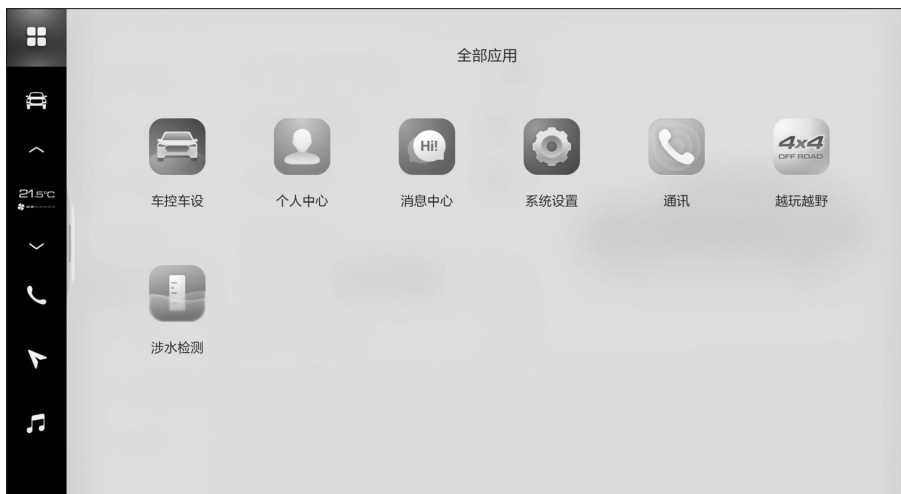 全部应用
21.5°C
Hi!
4x4
OFF ROAD
车控车设
个人中心
消息中心
系统设置
通讯
越玩越野
涉水检测